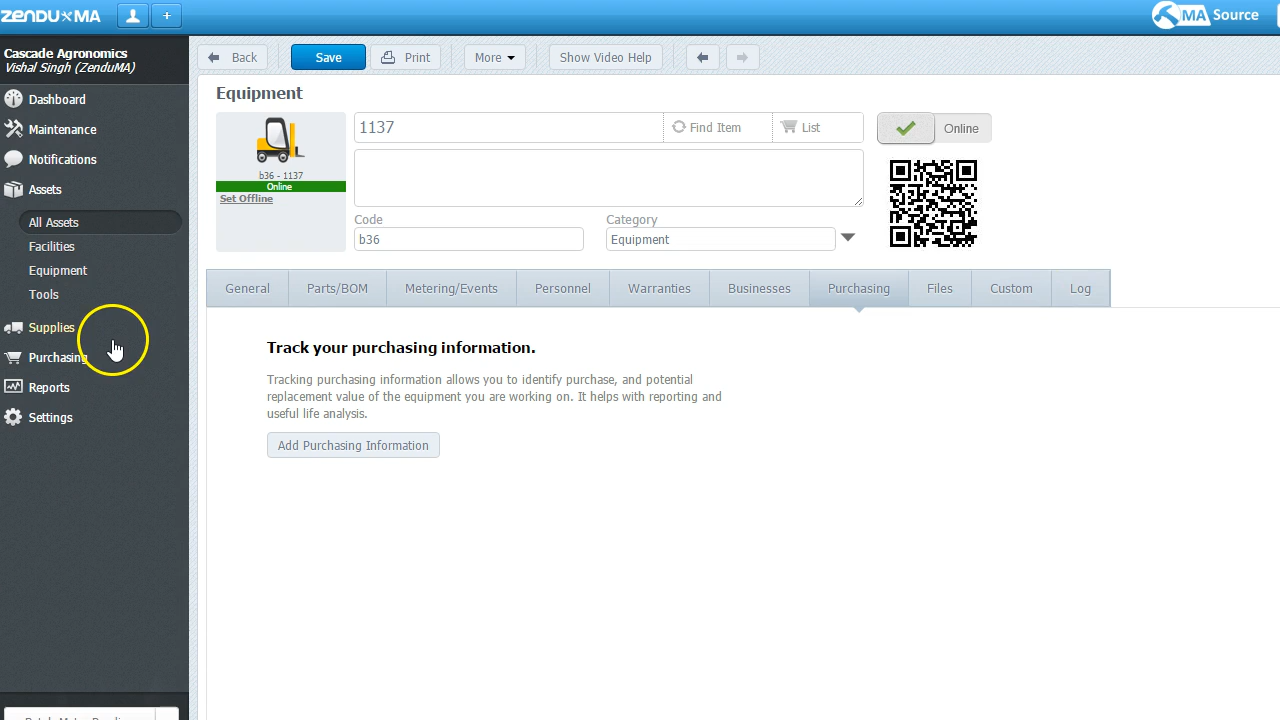 ZENDU MA
+
MA Source
Cascade Agronomics
Vishal Singh (ZenduMA)
Back
Save
Print
More
Show Video Help
Dashboard
Maintenance
Notifications
Assets
All Assets
Facilities
Equipment
Tools
Supplies
Purchasing
Reports
Settings
Equipment
1137
Find Item
List
Online
b36 - 1137
Online
Set Offline
Code
Category
b36
Equipment
General
Parts/BOM
Metering/Events
Personnel
Warranties
Businesses
Purchasing
Files
Custom
Log
Track your purchasing information.
Tracking purchasing information allows you to identify purchase, and potential
replacement value of the equipment you are working on. It helps with reporting and
useful life analysis.
Add Purchasing Information